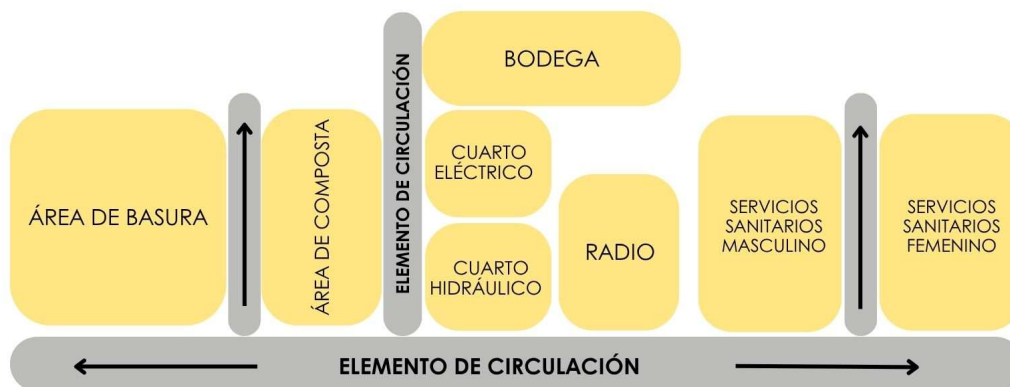 ÁREA DE BASURA
ÁREA DE COMPOSTA
ELEMENTO DE CIRCULACIÓN
BODEGA
CUARTO
ELÉCTRICO
CUARTO
HIDRÁULICO
RADIO
SERVICIOS
SANITARIOS
MASCULINO
SERVICIOS
SANITARIOS
FEMENINO
ELEMENTO DE CIRCULACIÓN